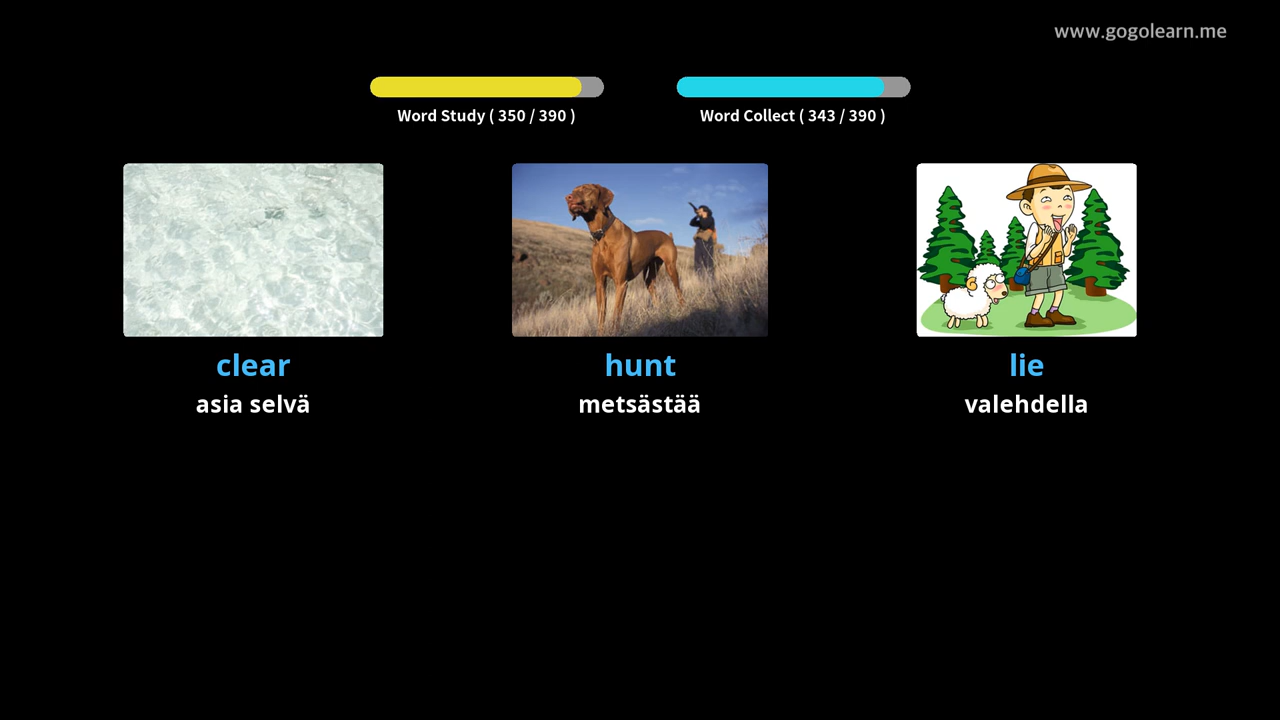 www.gogolearn.me
Word Study ( 350 / 390 )
Word Collect ( 343 / 390 )
clear
asia selvä
hunt
metsästää
lie
valehdella